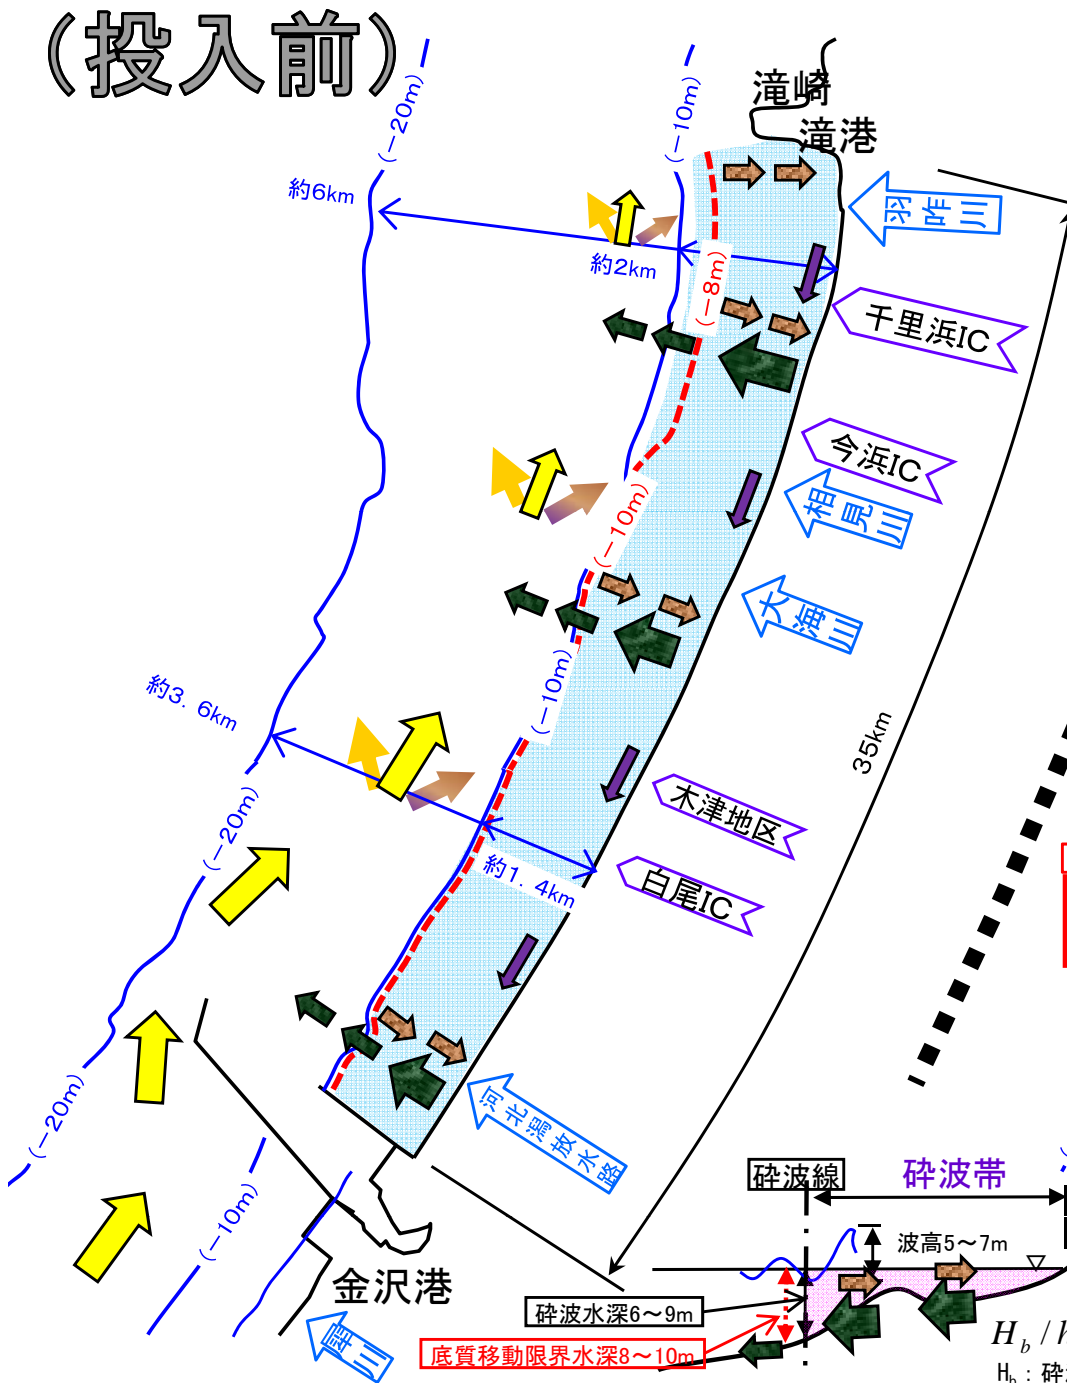 (投入前)
(−20m)
(−10m)
滝崎
滝港
約6km
約2km
羽咋川
(−8m)
千里浜IC
今浜IC
相見川
(−10m)
大海川
(−10m)
約3. 6km
35km
木津地区
(−20m)
約1. 4km
白尾IC
(−20m)
河北潟放水路
(−10m)
砕波線
砕波帯
波高5〜7m
金沢港
砕波水深6〜9m
犀川
底質移動限界水深8〜10m
H_b / h
H_b : 砕